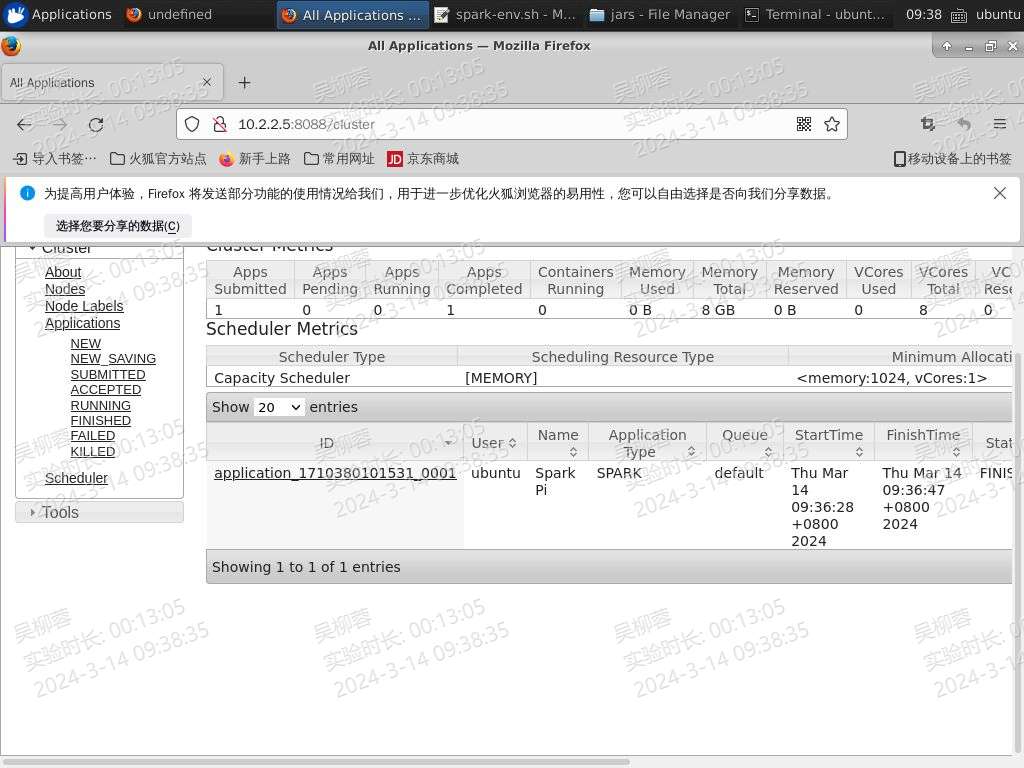 Applications
undefined
All Applications ...
spark-env.sh - M...
jars - File Manager
Terminal - ubunt...
09:38
ubuntu
All Applications — Mozilla Firefox
All Applications
10.2.2.5:8088/cluster
导入书签…
火狐官方站点
新手上路
常用网址
JD 京东商城
移动设备上的书签
为提高用户体验，Firefox 将发送部分功能的使用情况给我们，用于进一步优化火狐浏览器的易用性，您可以自由选择是否向我们分享数据。
选择您要分享的数据(C)
Cluster
About
Nodes
Node Labels
Applications
NEW
NEW_SAVING
SUBMITTED
ACCEPTED
RUNNING
FINISHED
FAILED
KILLED
Scheduler
Tools
Cluster Metrics
Apps Submitted
Apps Pending
Apps Running
Apps Completed
Containers Running
Memory Used
Memory Total
Memory Reserved
VCores Used
VCores Total
VC Rese
1 0 0 1 0 0 B 8 GB 0 B 0 8 0
Scheduler Metrics
Scheduler Type Scheduling Resource Type Minimum Allocati
Capacity Scheduler [MEMORY] <memory:1024, vCores:1>
Show 20 entries
ID
User
Name
Application Type
Queue
StartTime
FinishTime
Stat
application_1710380101531_0001
ubuntu
Spark
Pi
SPARK
default
Thu Mar
14
09:36:28
+0800
2024
Thu Mar 14
09:36:47
+0800
2024
FINIS
Showing 1 to 1 of 1 entries
吴柳蓉
实验时长: 00:13:05
2024-3-14 09:38:35